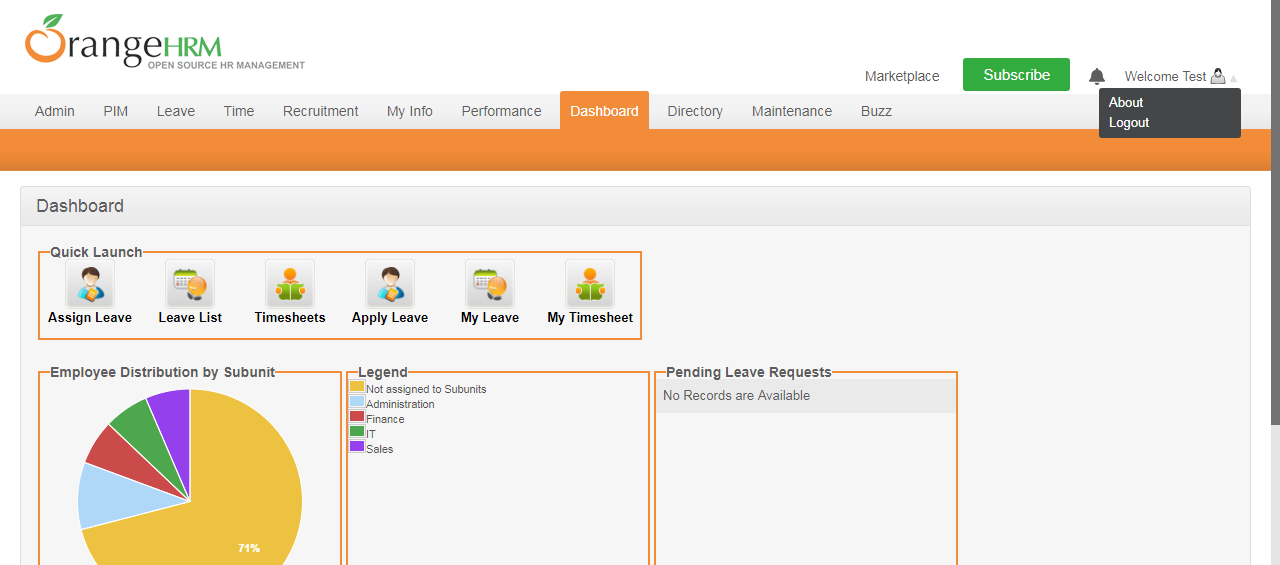 OrangeHRM
OPEN SOURCE HR MANAGEMENT
Marketplace Subscribe Welcome Test
About
Logout
Admin PIM Leave Time Recruitment My Info Performance Dashboard Directory Maintenance Buzz
Dashboard
Quick Launch
Assign Leave Leave List Timesheets Apply Leave My Leave My Timesheet
Employee Distribution by Subunit
71%
Legend
Not assigned to Subunits
Administration
Finance
IT
Sales
Pending Leave Requests
No Records are Available